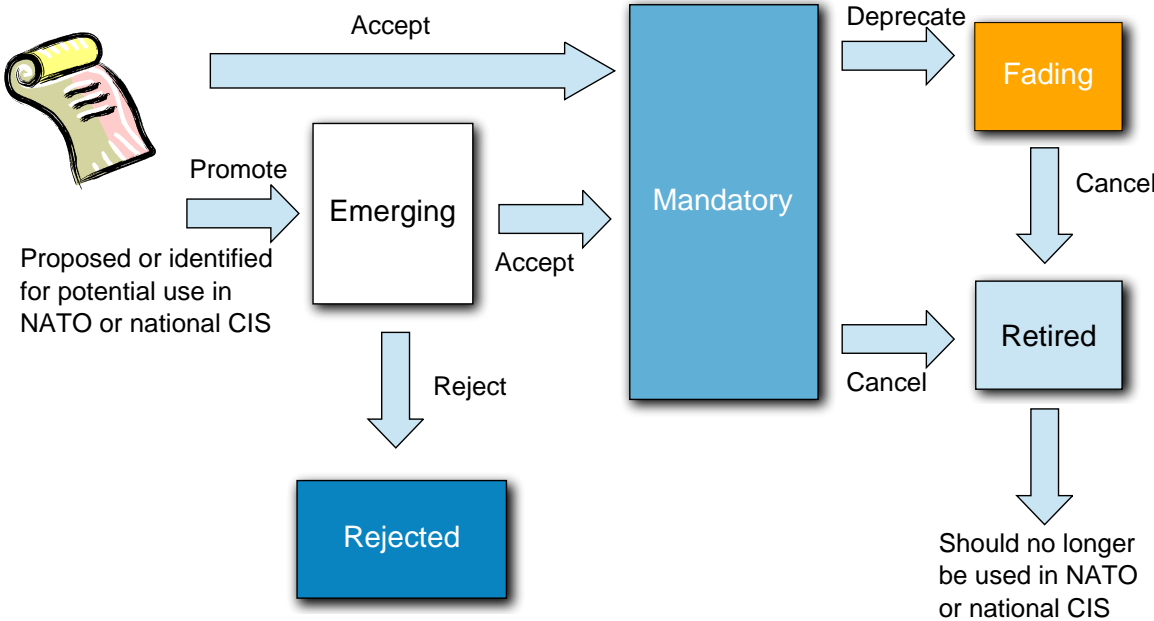 Accept
Deprecate
Fading
Promote
Emerging
Mandatory
Cancel
Accept
Proposed or identified
for potential use in
NATO or national CIS
Retired
Reject
Cancel
Rejected
Should no longer
be used in NATO
or national CIS